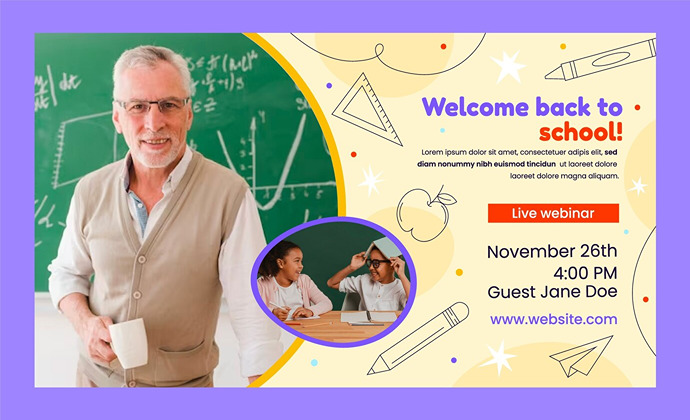 Welcome back to
school!
Lorem ipsum dolor sit amet, consectetuer adipis elit, sed
diam nonummy nibh euismod tincidun ut laoreet dolore
laoreet dolore magna aliquam.
Live webinar
November 26th
4:00 PM
Guest Jane Doe
www.website.com